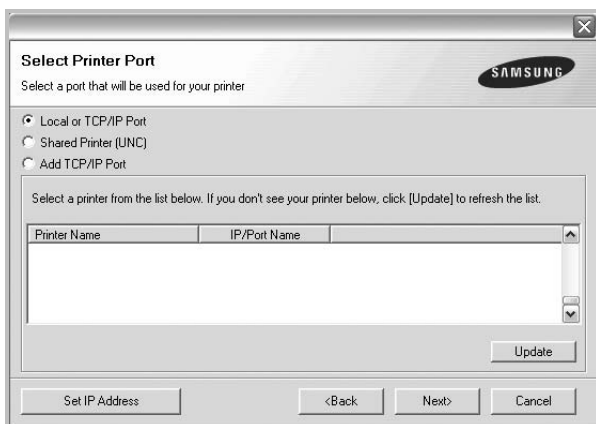 Select Printer Port
Select a port that will be used for your printer
SAMSUNG
Local or TCP/IP Port
Shared Printer (UNC)
Add TCP/IP Port
Select a printer from the list below. If you don't see your printer below, click [Update] to refresh the list.
Printer Name IP/Port Name
Update
Set IP Address <Back Next> Cancel